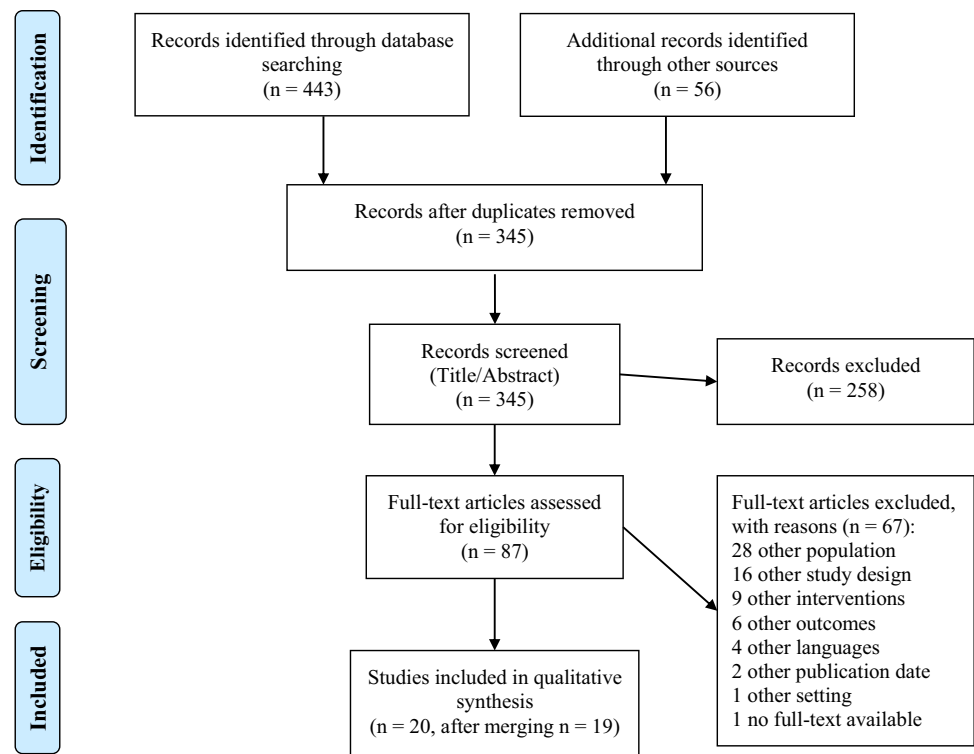 Identification
Records identified through database
searching
(n = 443)
Additional records identified
through other sources
(n = 56)
Screening
Records after duplicates removed
(n = 345)
Records screened
(Title/Abstract)
(n = 345)
Records excluded
(n = 258)
Eligibility
Full-text articles assessed
for eligibility
(n = 87)
Full-text articles excluded,
with reasons (n = 67):
28 other population
16 other study design
9 other interventions
6 other outcomes
4 other languages
2 other publication date
1 other setting
1 no full-text available
Included
Studies included in qualitative
synthesis
(n = 20, after merging n = 19)